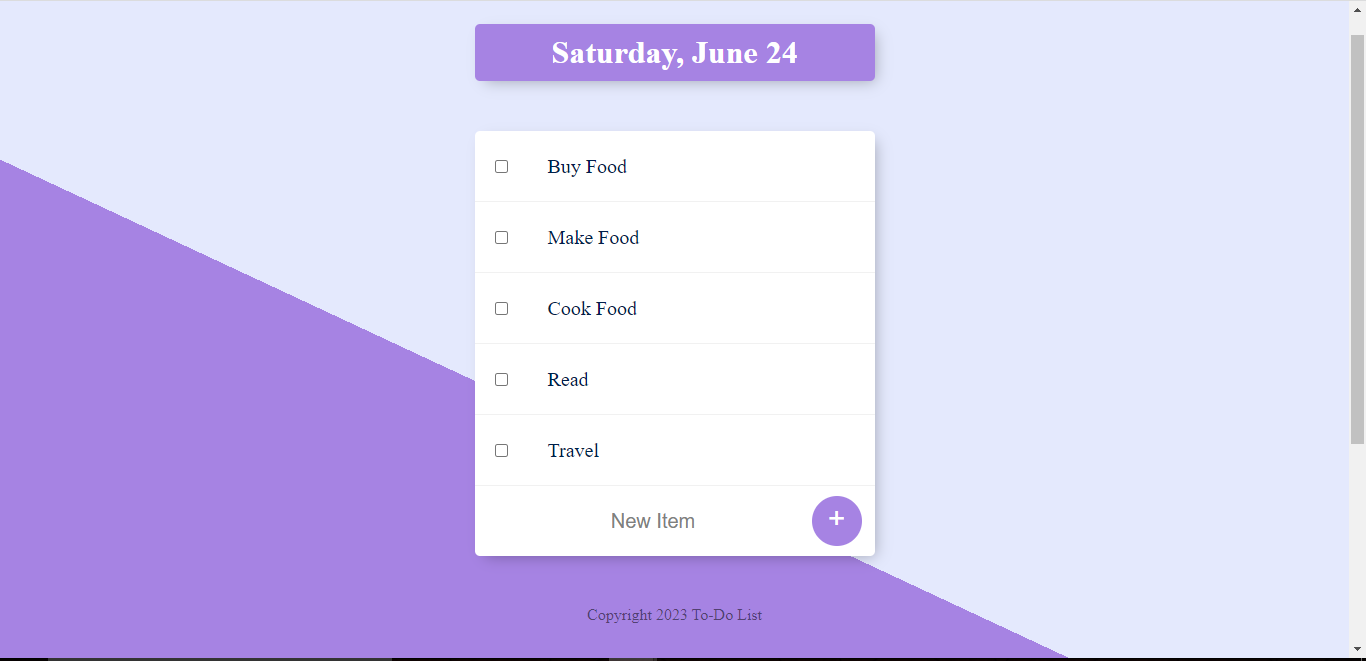 Saturday, June 24
Buy Food
Make Food
Cook Food
Read
Travel
New Item +
Copyright 2023 To-Do List